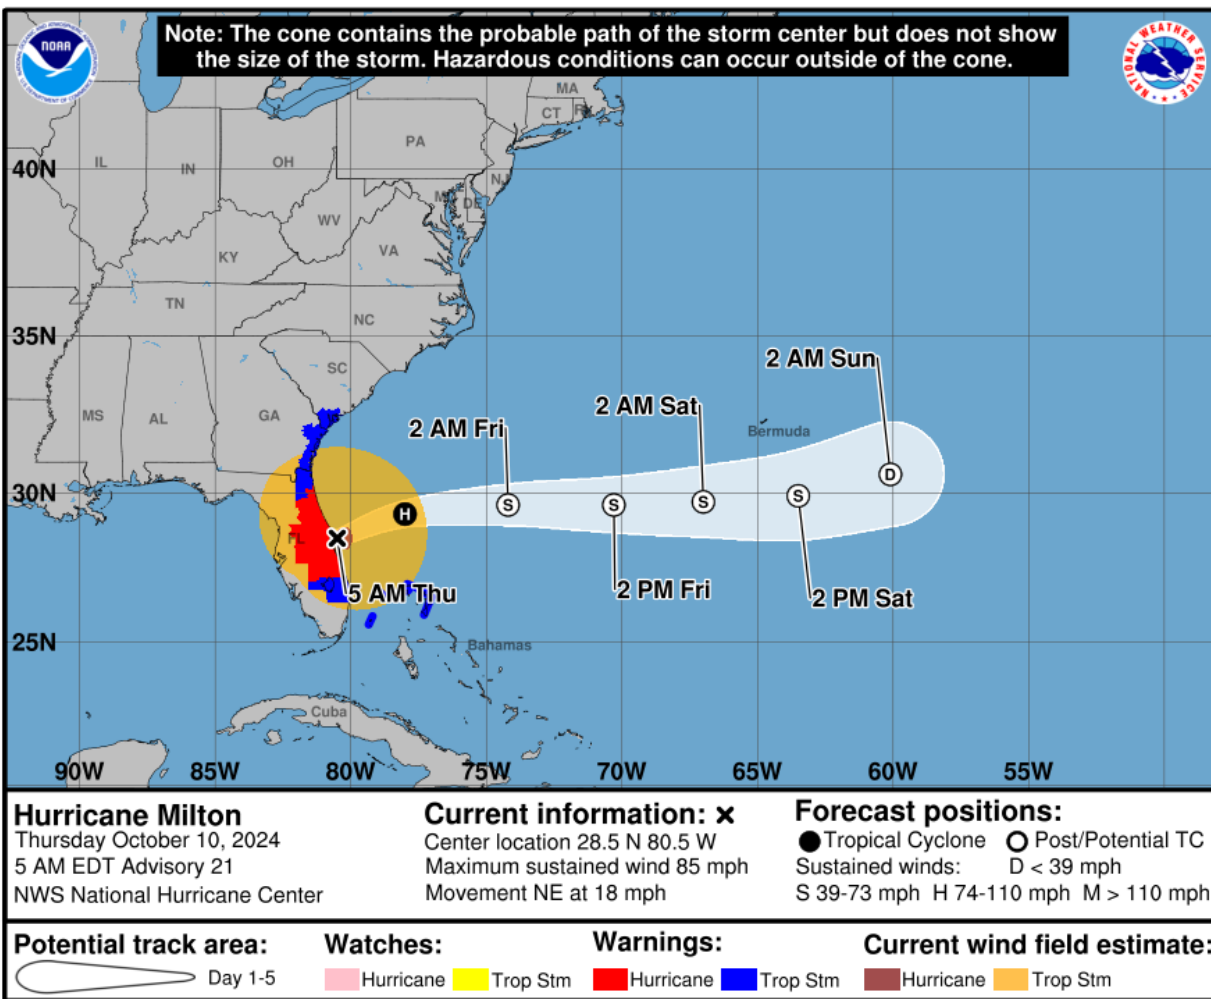 Note: The cone contains the probable path of the storm center but does not show
the size of the storm. Hazardous conditions can occur outside of the cone.
NOAA
NATIONAL WEATHER SERVICE
MA
CT
PA
40N
IL
IN
OH
NJ
DE
WV
VA
KY
TN
NC
35N
2 AM Sun
SC
2 AM Sat
MS
AL
GA
2 AM Fri
Bermuda
D
30N
S
S
S
S
H
FL
5 AM Thu
2 PM Fri
2 PM Sat
25N
Bahamas
Cuba
90W 85W 80W 75W 70W 65W 60W 55W
Hurricane Milton
Thursday October 10, 2024
5 AM EDT Advisory 21
NWS National Hurricane Center
Current information: ✖
Center location 28.5 N 80.5 W
Maximum sustained wind 85 mph
Movement NE at 18 mph
Forecast positions:
Tropical Cyclone Post/Potential TC
Sustained winds: D < 39 mph
S 39-73 mph H 74-110 mph M > 110 mph
Potential track area:
Day 1-5
Watches:
Hurricane Trop Stm
Warnings:
Hurricane Trop Stm
Current wind field estimate:
Hurricane Trop Stm